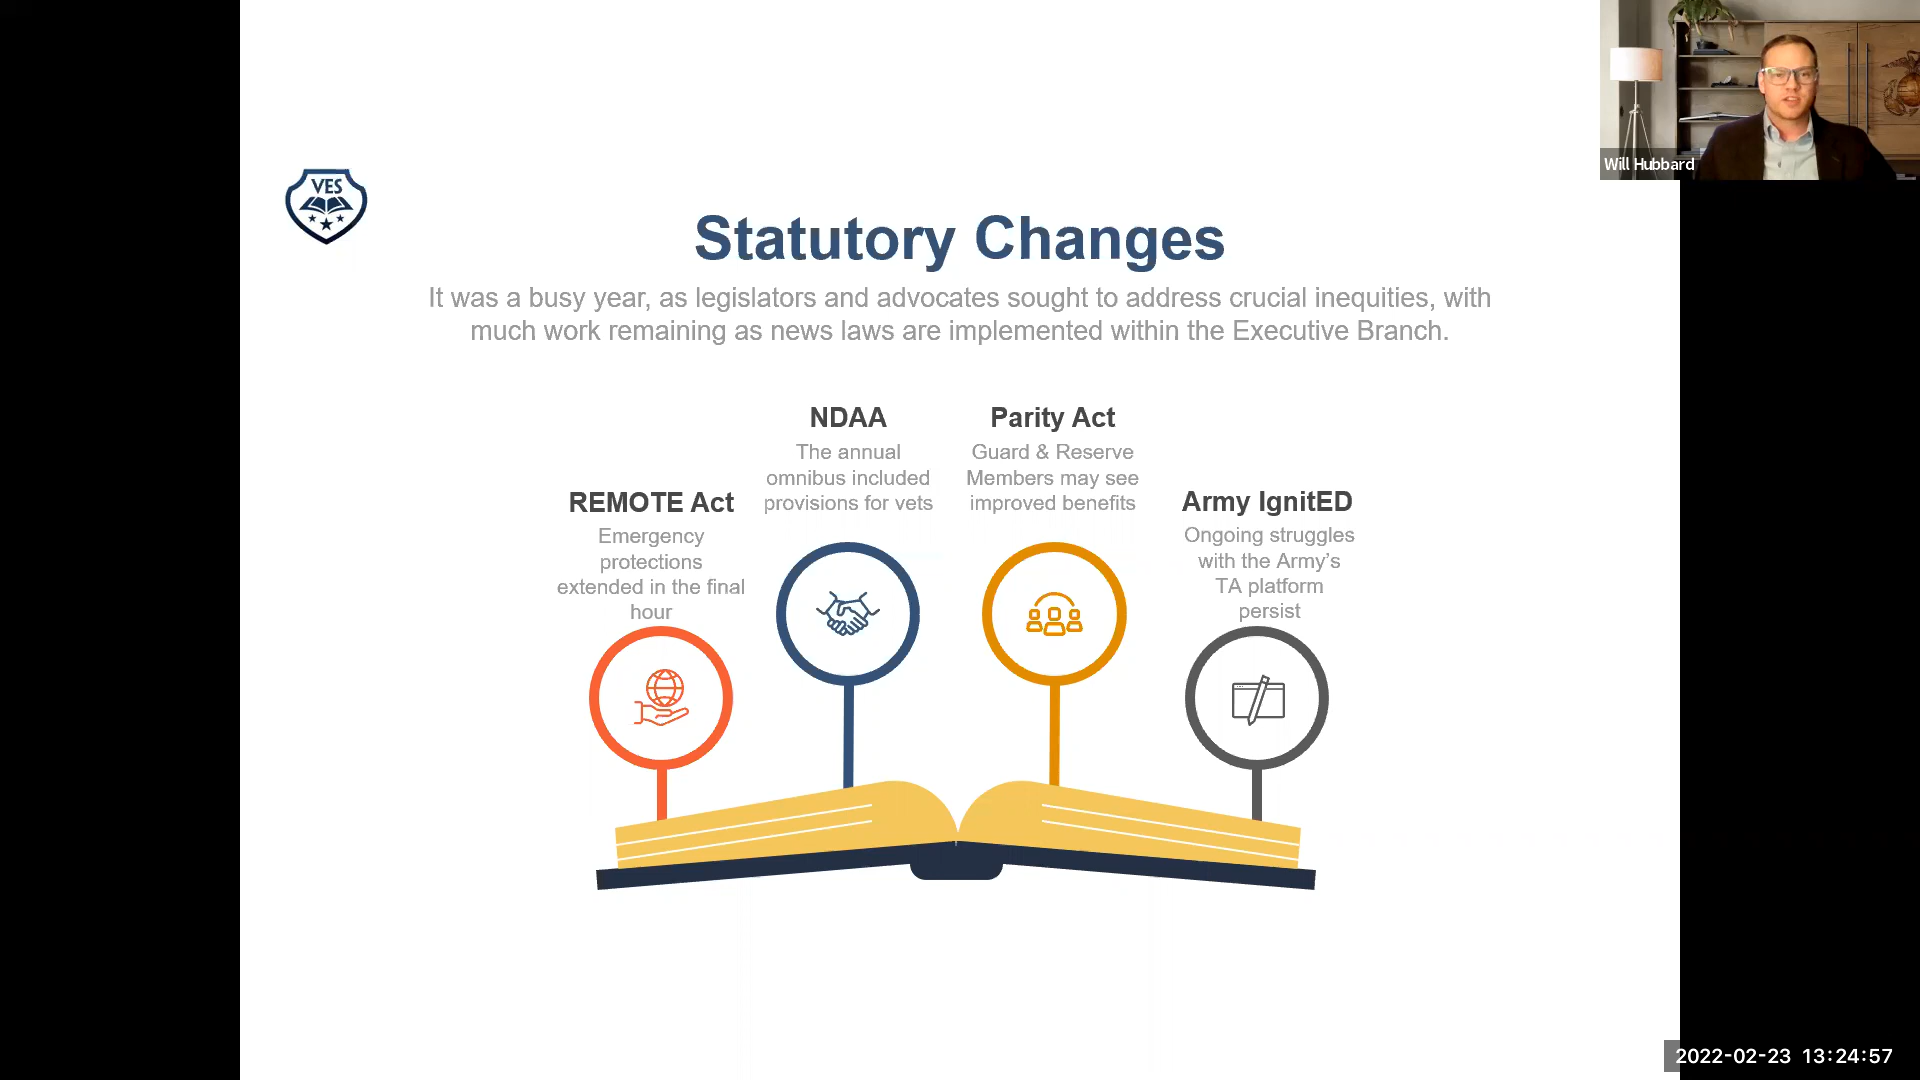 VES
Will Hubbard
Statutory Changes
It was a busy year, as legislators and advocates sought to address crucial inequities, with
much work remaining as news laws are implemented within the Executive Branch.
REMOTE Act
Emergency
protections
extended in the final
hour
NDAA
The annual
omnibus included
provisions for vets
Parity Act
Guard & Reserve
Members may see
improved benefits
Army IgnitED
Ongoing struggles
with the Army’s
TA platform
persist
2022-02-23 13:24:57